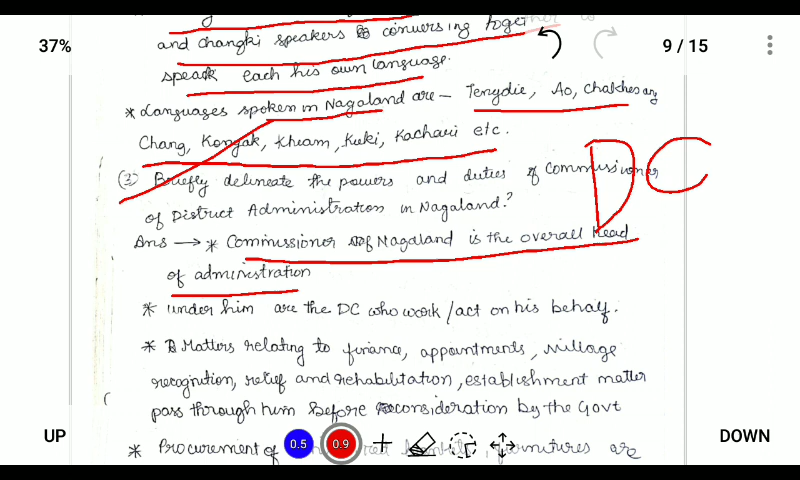 37%
9 / 15
and Changki speakers to conversing together
speak each his own language.
* Languages spoken in Nagaland are - Tenydie, Ao, Chakhesang
Chang, Konyak, Khiam, Kuki, Kachari etc.
(3) Briefly delineate the powers and duties of Commissioner
of District Administration in Nagaland?
DC
Ans → * Commissioner of Nagaland is the overall head
of administration
* under him are the DC who work/act on his behalf.
* Matters relating to finance, appointments, village
recognition, relief and rehabilitation, establishment matter
pass through him before consideration by the Govt
UP
0.5
0.9
DOWN
* Procurement of furnitures are